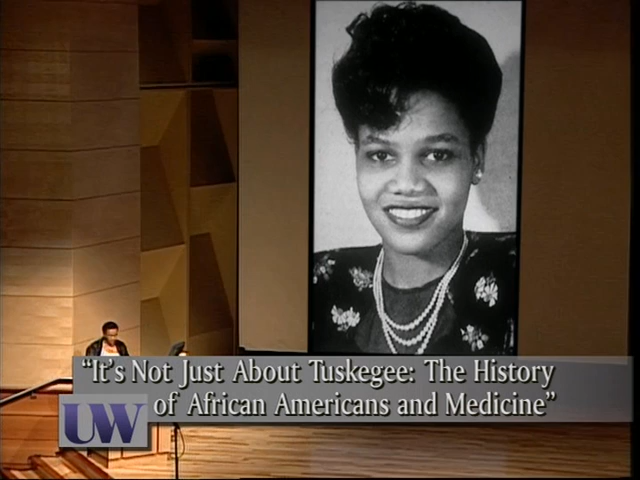 “It’s Not Just About Tuskegee: The History
of African Americans and Medicine”
UW